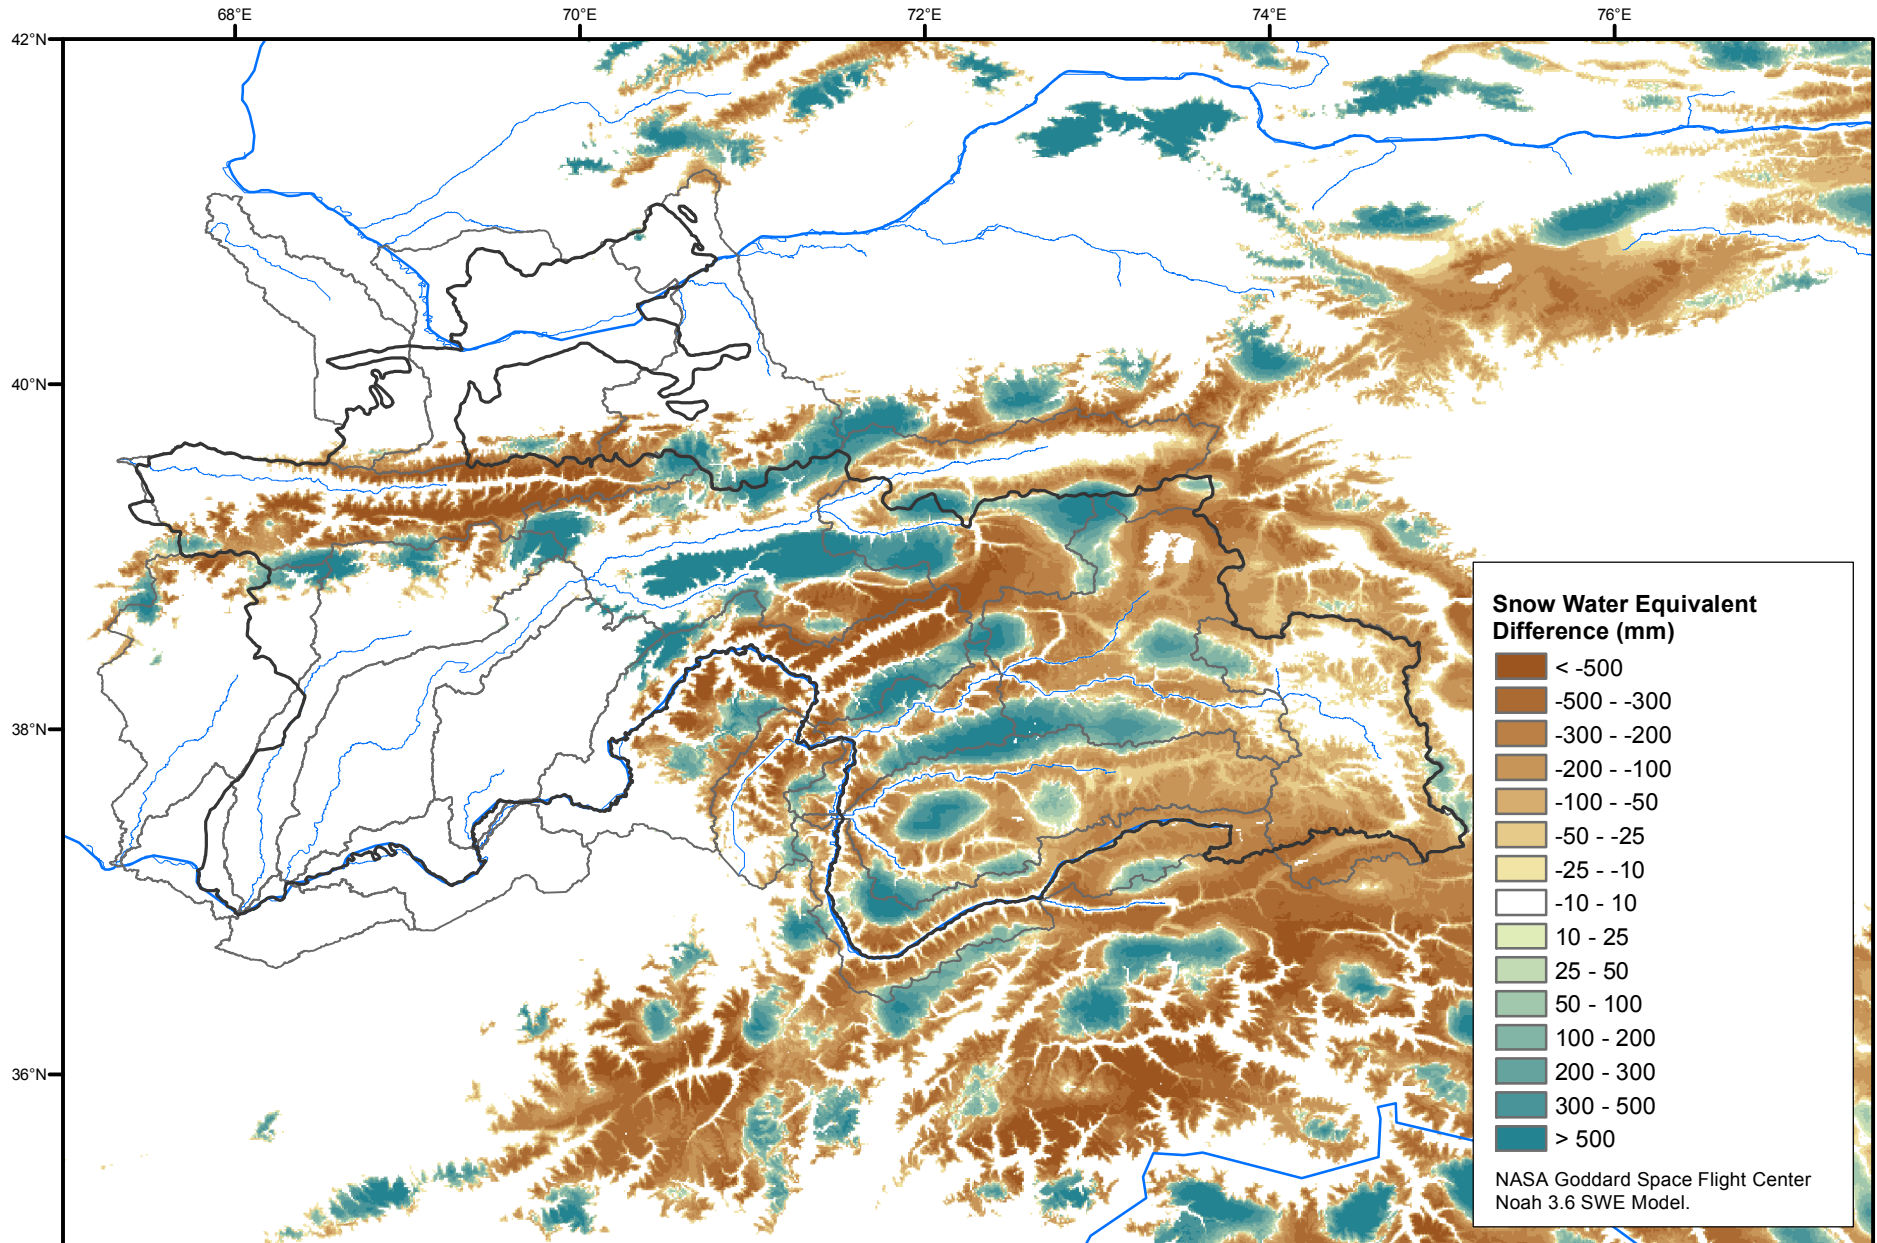 68°E 70°E 72°E 74°E 76°E
42°N
40°N
38°N
36°N
Snow Water Equivalent
Difference (mm)
< -500
-500 - -300
-300 - -200
-200 - -100
-100 - -50
-50 - -25
-25 - -10
-10 - 10
10 - 25
25 - 50
50 - 100
100 - 200
200 - 300
300 - 500
> 500
NASA Goddard Space Flight Center
Noah 3.6 SWE Model.